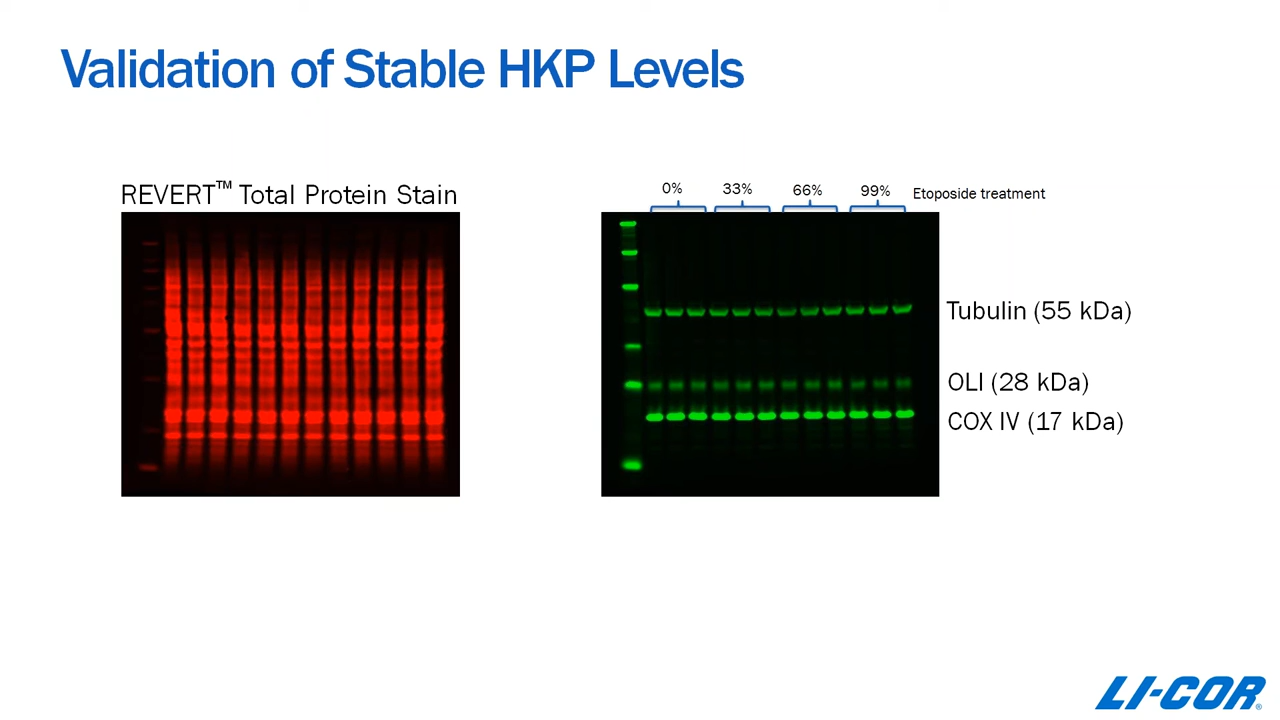 Validation of Stable HKP Levels
REVERT™ Total Protein Stain
0% 33% 66% 99% Etoposide treatment
Tubulin (55 kDa)
OLI (28 kDa)
COX IV (17 kDa)
LI-COR®